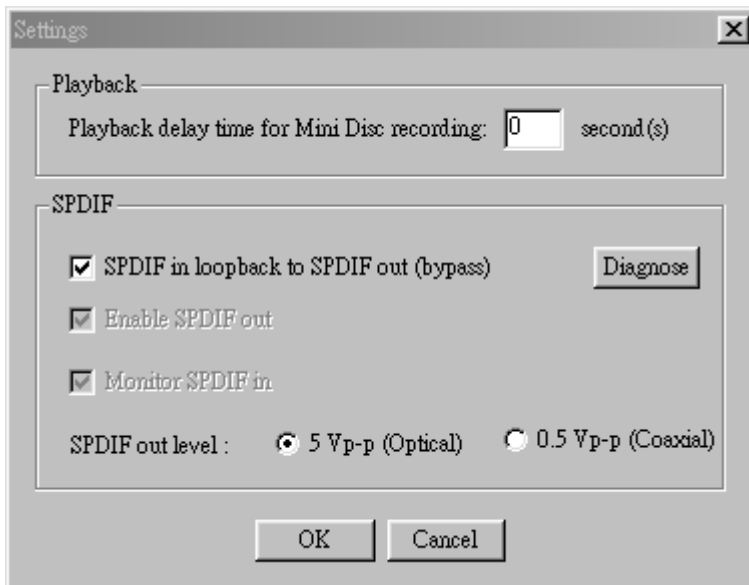 Settings
Playback
Playback delay time for Mini Disc recording: 0 second(s)
SPDIF
SPDIF in loopback to SPDIF out (bypass) Diagnose
Enable SPDIF out
Monitor SPDIF in
SPDIF out level : 5 Vp-p (Optical) 0.5 Vp-p (Coaxial)
OK Cancel